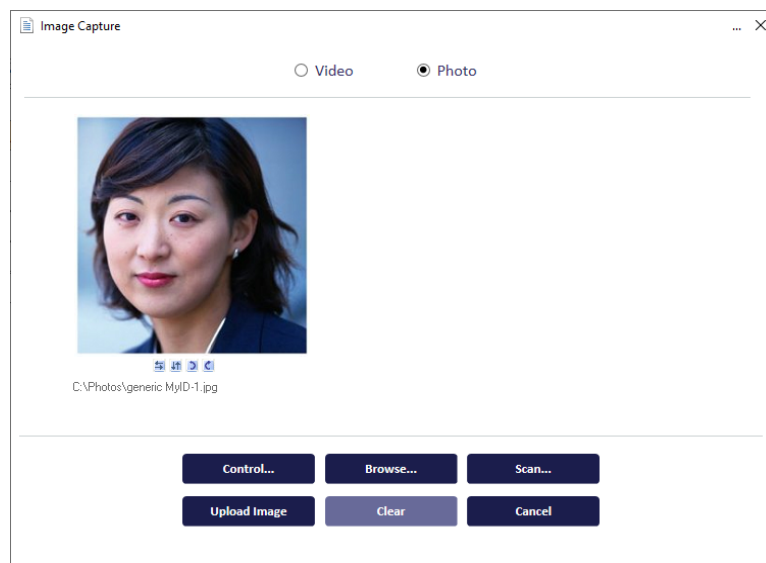 Image Capture
...
Video
Photo
C:\Photos\generic MyID-1.jpg
Control...
Browse...
Scan...
Upload Image
Clear
Cancel